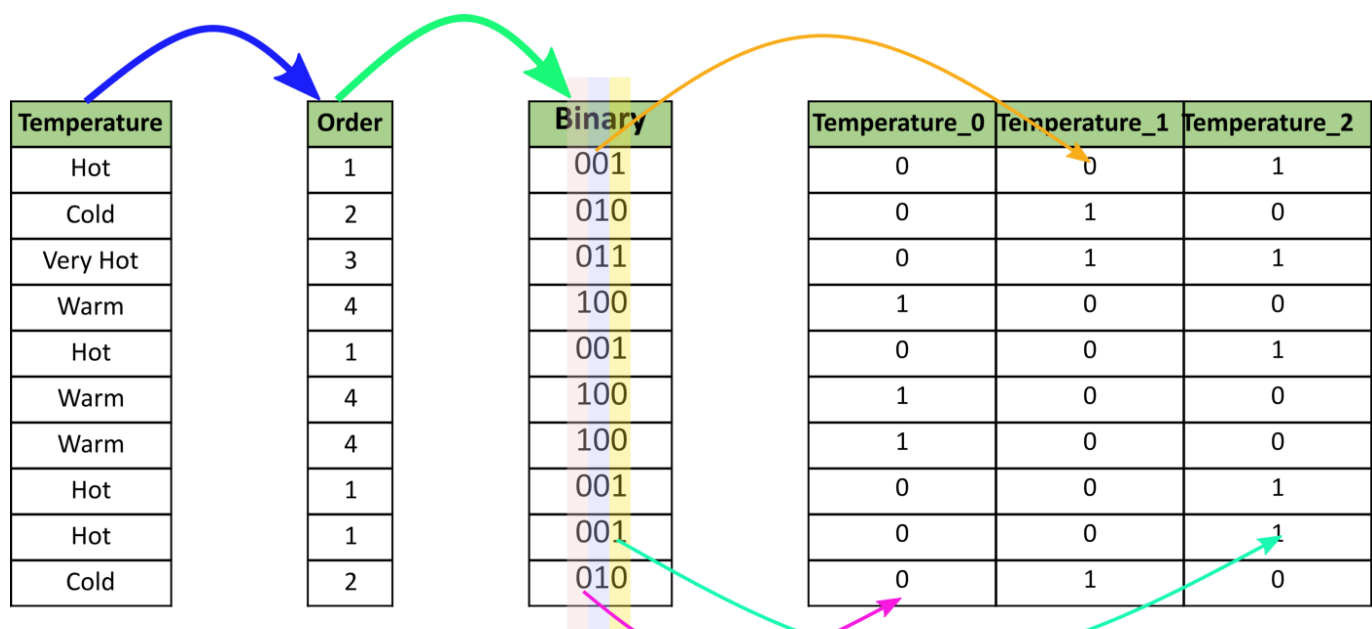 Temperature Order Binary Temperature_0 Temperature_1 Temperature_2
Hot 1 001 0 0 1
Cold 2 010 0 1 0
Very Hot 3 011 0 1 1
Warm 4 100 1 0 0
Hot 1 001 0 0 1
Warm 4 100 1 0 0
Warm 4 100 1 0 0
Hot 1 001 0 0 1
Hot 1 001 0 0 1
Cold 2 010 0 1 0